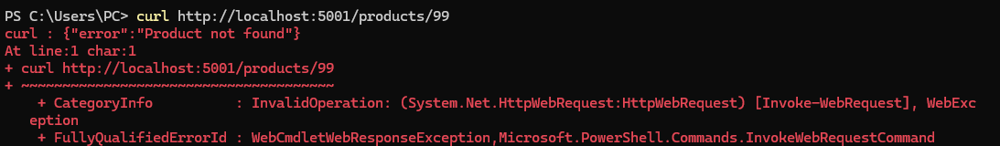 PS C:\Users\PC> curl http://localhost:5001/products/99
curl : {"error":"Product not found"}
At line:1 char:1
+ curl http://localhost:5001/products/99
+ ~~~~~~~~~~~~~~~~~~~~~~~~~~~~~~~~~~~~~~
    + CategoryInfo          : InvalidOperation: (System.Net.HttpWebRequest:HttpWebRequest) [Invoke-WebRequest], WebExc
   eption
    + FullyQualifiedErrorId : WebCmdletWebResponseException,Microsoft.PowerShell.Commands.InvokeWebRequestCommand